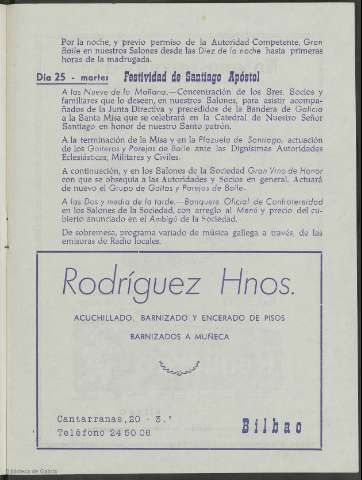 Por la noche, y previo permiso de la Autoridad Competente, Gran
Baile en nuestros Salones desde las Diez de la noche hasta primeras
horas de la madrugada.
Día 25 - martes Festividad de Santiago Apóstol
A las Nueve de la Mañana.—Concentración de los Sres. Socios y
familiares que lo deseen, en nuestros Salones, para asistir acompa-
ñados de la Junta Directiva y precedidos de la Bandera de Galicia
a la Santa Misa que se celebrará en la Catedral de Nuestro Señor
Santiago en honor de nuestro Santo patrón.
A la terminación de la Misa y en la Plazuela de Santiago, actuación
de los Gaiteros y Parejas de Baile ante las Dignísimas Autoridades
Eclesiásticas, Militares y Civiles.
A continuación, y en los Salones de la Sociedad Gran Vino de Honor
con que se obsequia a las Autoridades y Socios en general. Actuará
de nuevo el Grupo de Gaitas y Parejas de Baile.
A las Dos y media de la tarde.—Banquete Oficial de Confraternidad
en los Salones de la Sociedad, con arreglo al Menú y precio del cu-
bierto anunciado en el Ambigú de la Sociedad.
De sobremesa, programa variado de música gallega a través, de las
emisoras de Radio locales.
Rodríguez Hnos.
ACUCHILLADO, BARNIZADO Y ENCERADO DE PISOS
BARNIZADOS A MUÑECA
Cantarranas, 20 - 3.º
Teléfono 24 50 06 Bilbao
Biblioteca de Galicia